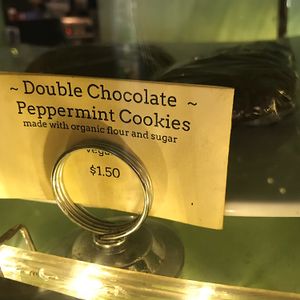 ~ Double Chocolate ~
Peppermint Cookies
made with organic flour and sugar
$1.50